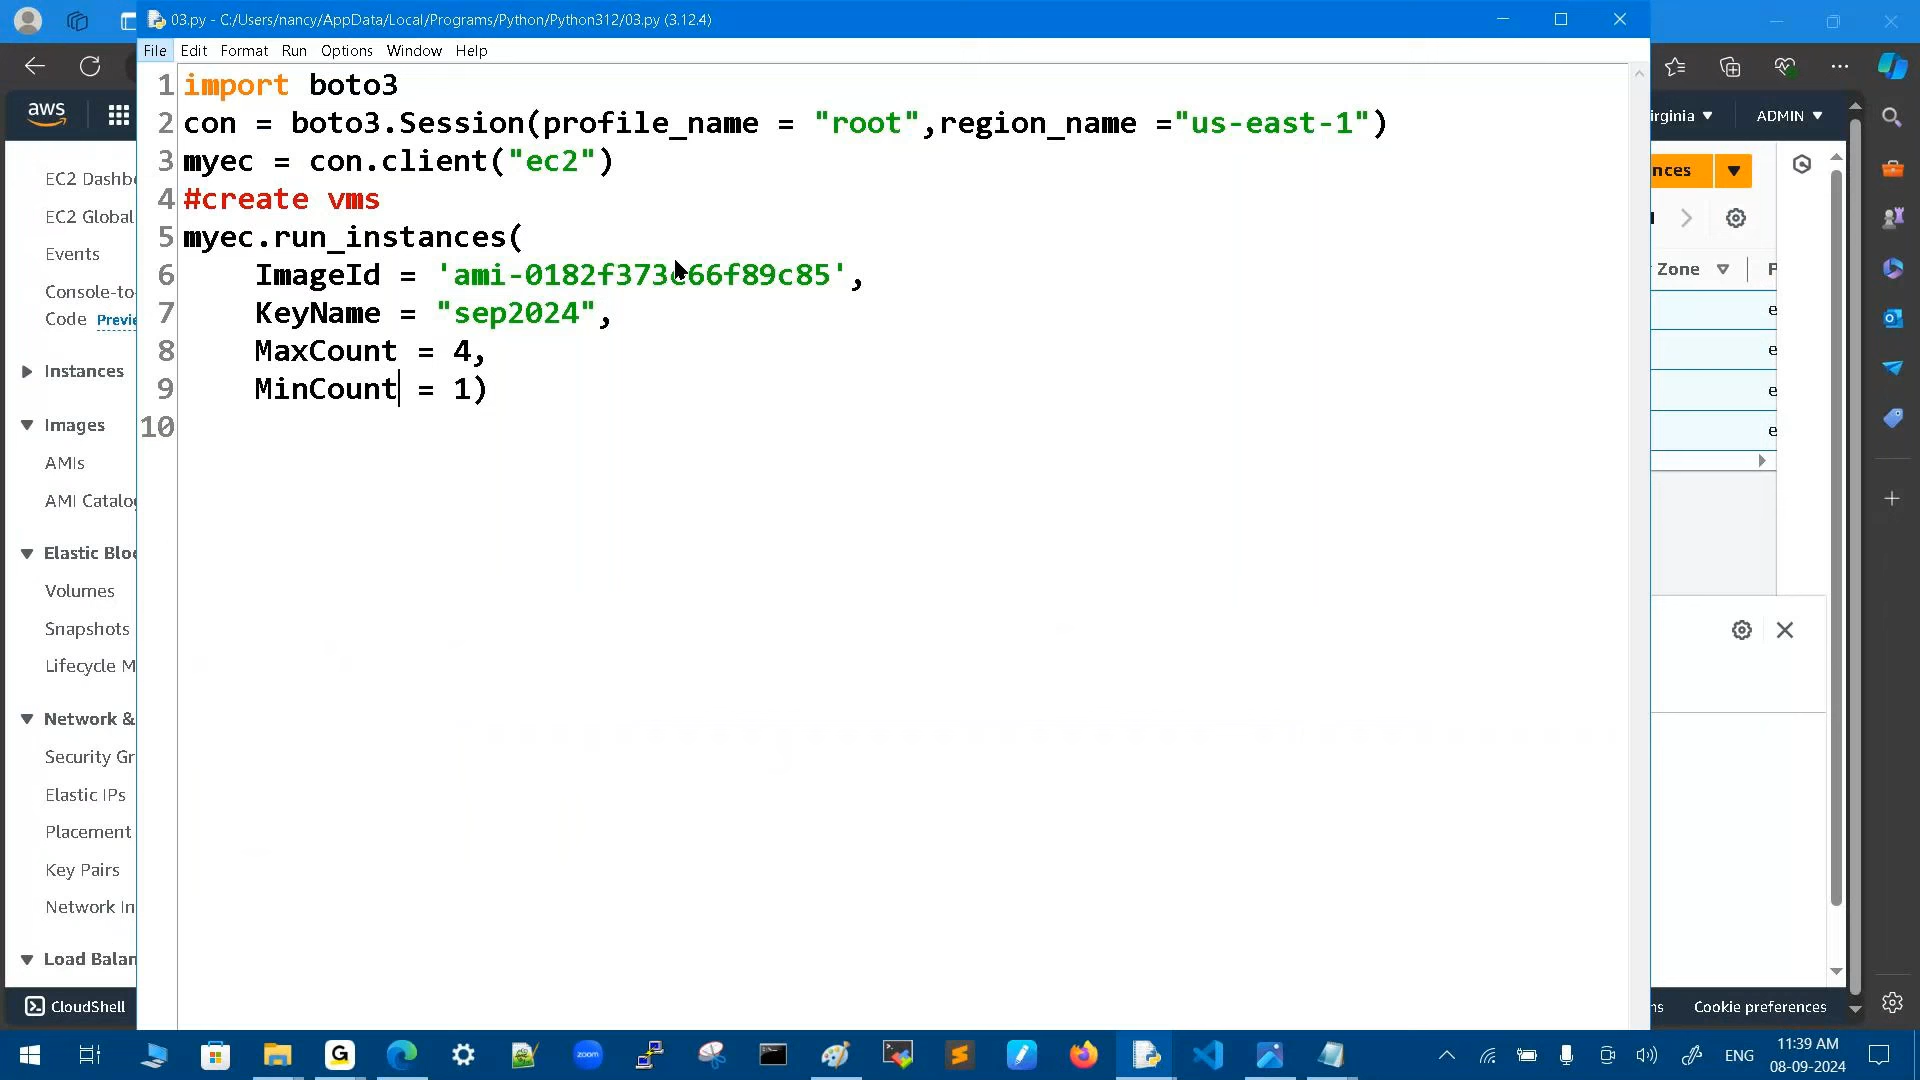 03.py - C:/Users/nancy/AppData/Local/Programs/Python/Python312/03.py (3.12.4)
File Edit Format Run Options Window Help
1 import boto3
2 con = boto3.Session(profile_name = "root",region_name ="us-east-1")
3 myec = con.client("ec2")
4 #create vms
5 myec.run_instances(
6 ImageId = 'ami-0182f373e66f89c85',
7 KeyName = "sep2024",
8 MaxCount = 4,
9 MinCount = 1)
10
aws
EC2 Dashb
EC2 Global
Events
Console-to-
Code Previe
Instances
Images
AMIs
AMI Catalo
Elastic Bloc
Volumes
Snapshots
Lifecycle M
Network &
Security Gr
Elastic IPs
Placement
Key Pairs
Network In
Load Balan
CloudShell
irginia
ADMIN
nces
Zone
P
e
e
e
e
ns
Cookie preferences
zoom
ENG
11:39 AM
08-09-2024